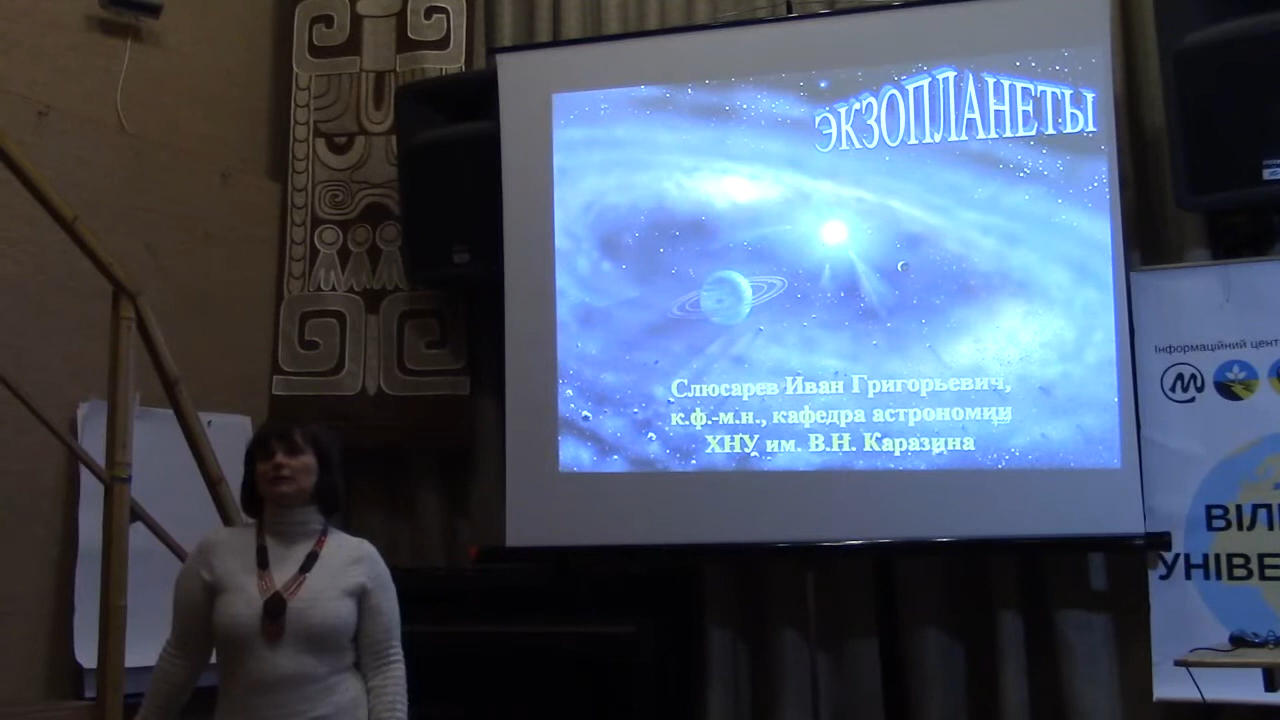 ЭКЗОПЛАНЕТЫ
Слюсарев Иван Григорьевич,
к.ф.-м.н., кафедра астрономии
ХНУ им. В.Н. Каразина
Інформаційний цент
ВІЛ
УНІВЕ